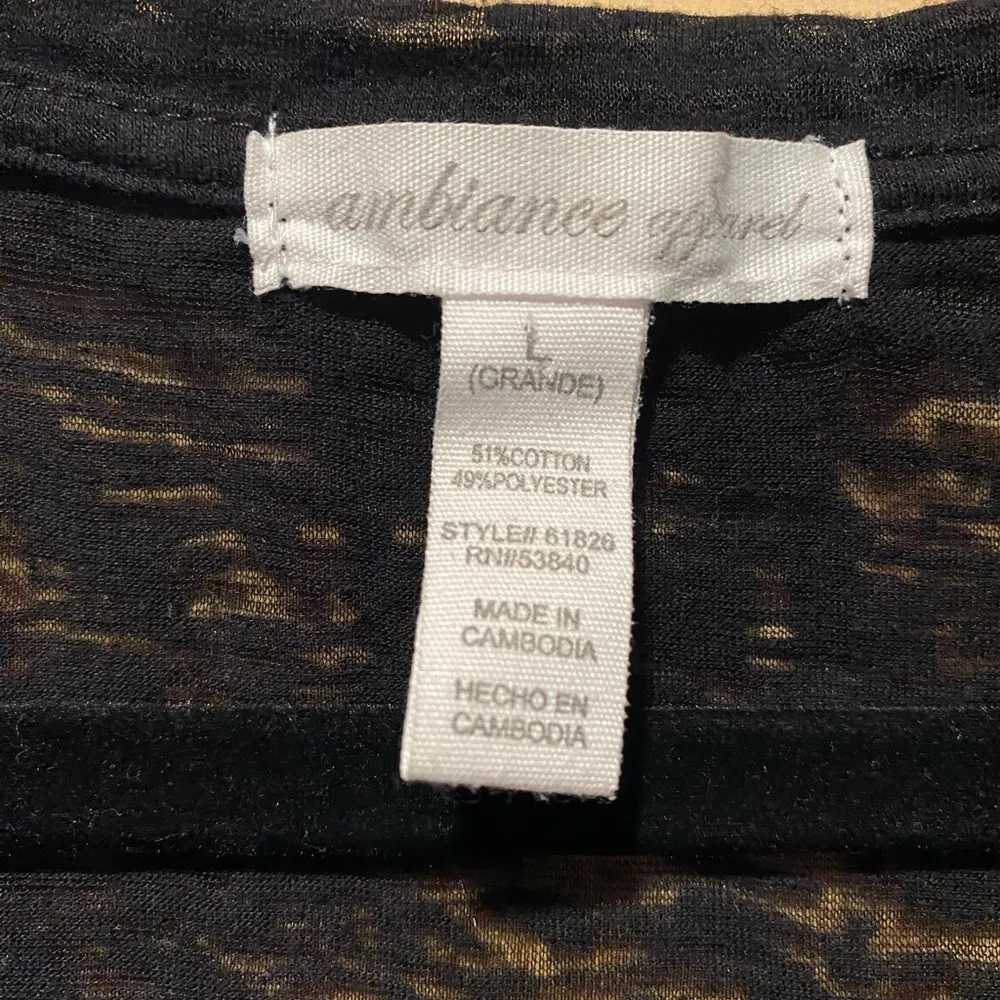 ambiance apparel
L
(GRANDE)
51%COTTON
49%POLYESTER
STYLE# 61826
RN#53840
MADE IN
CAMBODIA
HECHO EN
CAMBODIA